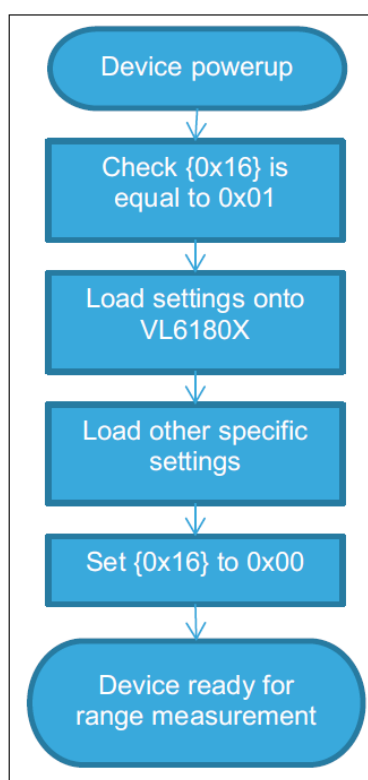 Device powerup
Check {0x16} is
equal to 0x01
Load settings onto
VL6180X
Load other specific
settings
Set {0x16} to 0x00
Device ready for
range measurement